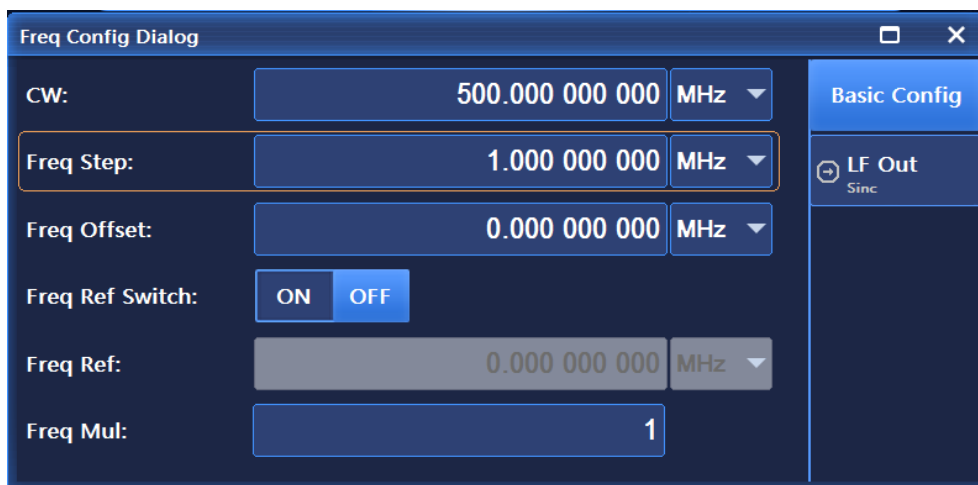 Freq Config Dialog
CW: 500.000 000 000 MHz
Basic Config
Freq Step: 1.000 000 000 MHz
LF Out
Sinc
Freq Offset: 0.000 000 000 MHz
Freq Ref Switch: ON OFF
Freq Ref: 0.000 000 000 MHz
Freq Mul: 1